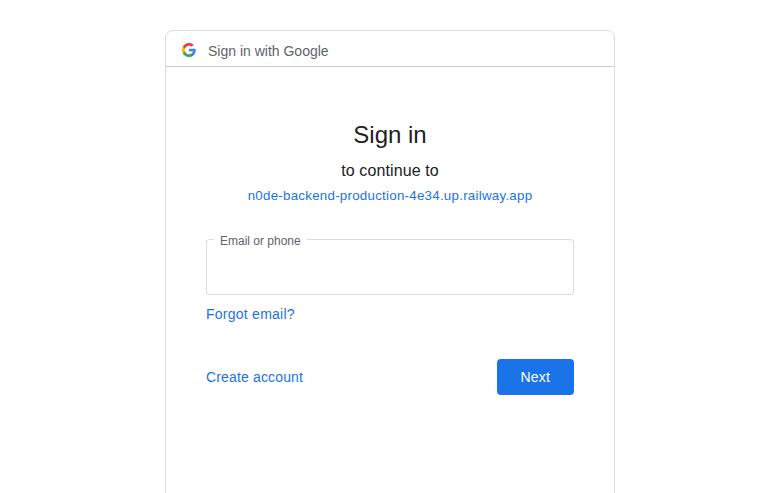 Sign in with Google
Sign in
to continue to
n0de-backend-production-4e34.up.railway.app
Email or phone
Forgot email?
Create account
Next